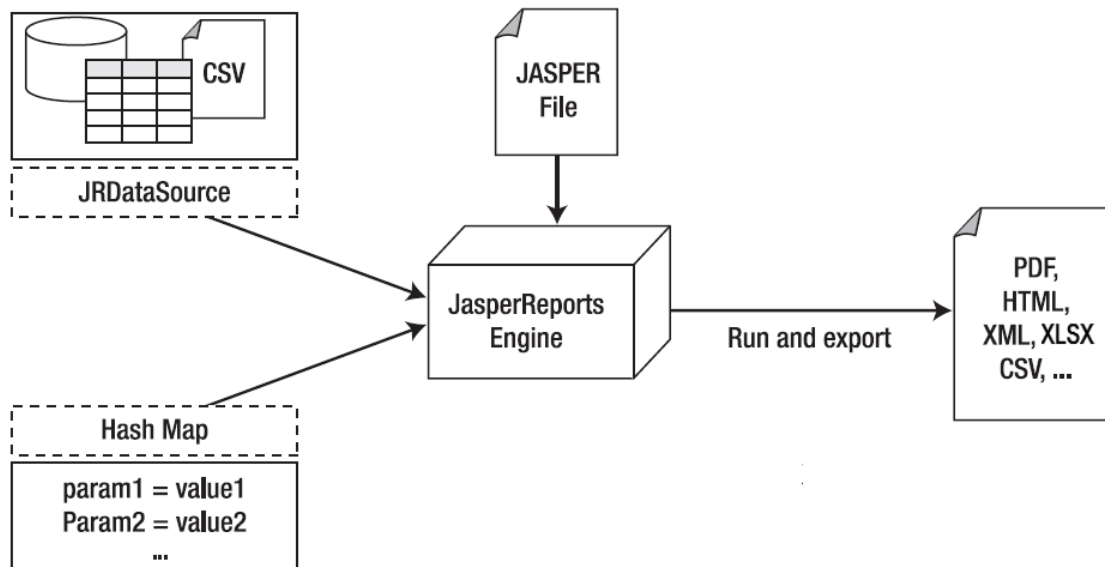 CSV
JRDataSource
JASPER
File
JasperReports
Engine
Run and export
PDF,
HTML,
XML, XLSX
CSV, ...
Hash Map
param1 = value1
Param2 = value2
...